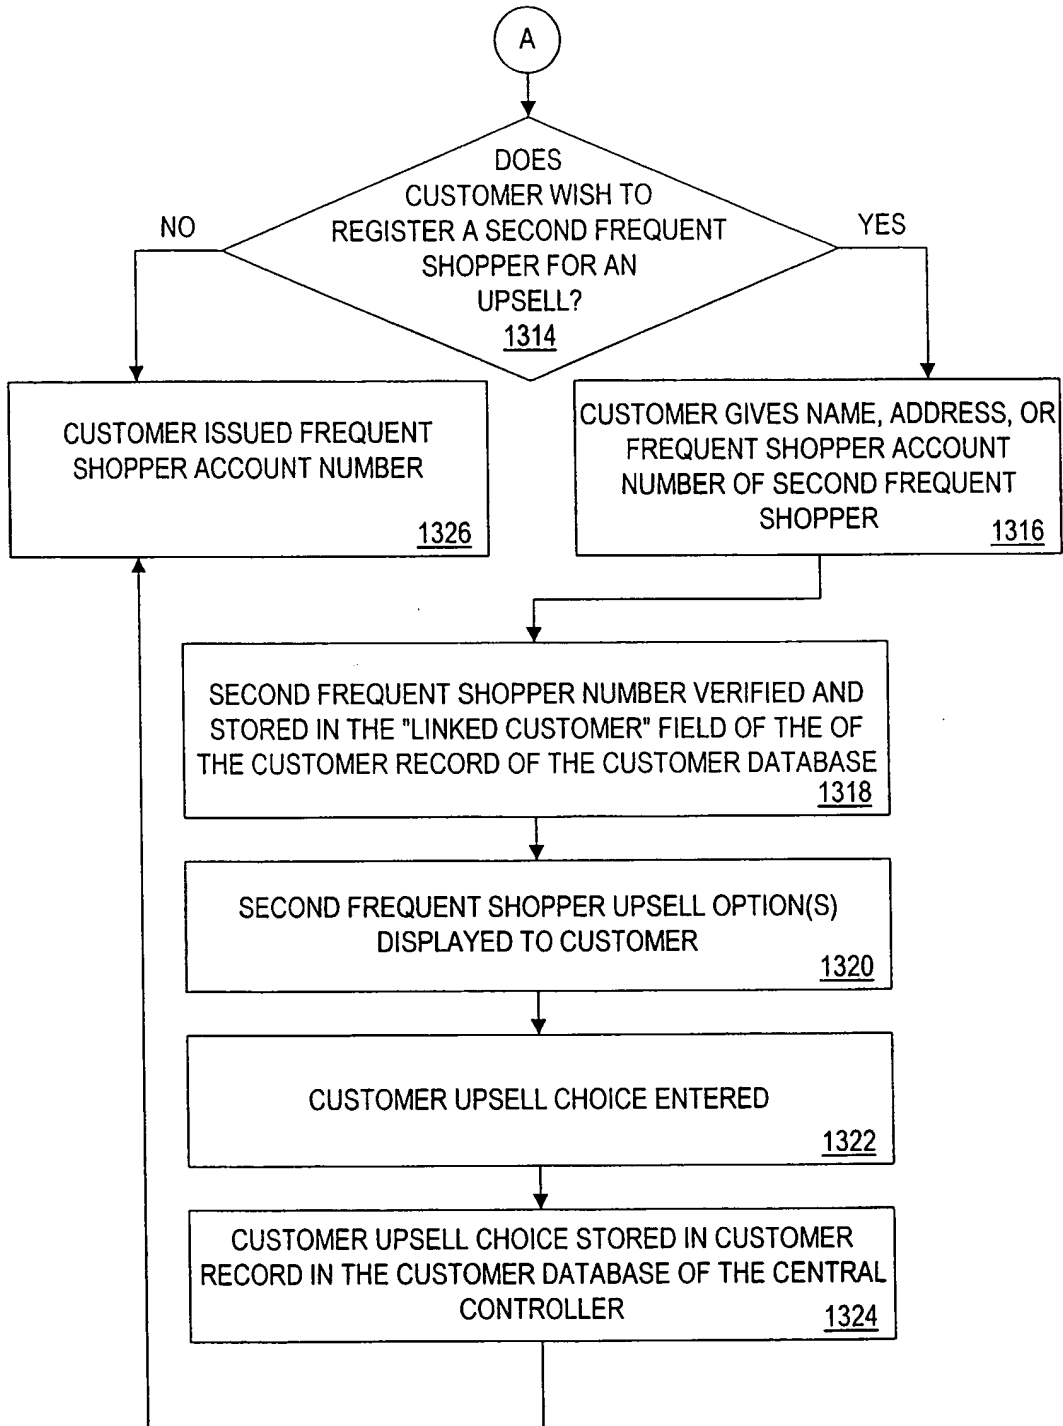 A
DOES
CUSTOMER WISH TO
REGISTER A SECOND FREQUENT
SHOPPER FOR AN
UPSELL?
1314
NO
YES
CUSTOMER ISSUED FREQUENT
SHOPPER ACCOUNT NUMBER
1326
CUSTOMER GIVES NAME, ADDRESS, OR
FREQUENT SHOPPER ACCOUNT
NUMBER OF SECOND FREQUENT
SHOPPER
1316
SECOND FREQUENT SHOPPER NUMBER VERIFIED AND
STORED IN THE "LINKED CUSTOMER" FIELD OF THE OF
THE CUSTOMER RECORD OF THE CUSTOMER DATABASE
1318
SECOND FREQUENT SHOPPER UPSELL OPTION(S)
DISPLAYED TO CUSTOMER
1320
CUSTOMER UPSELL CHOICE ENTERED
1322
CUSTOMER UPSELL CHOICE STORED IN CUSTOMER
RECORD IN THE CUSTOMER DATABASE OF THE CENTRAL
CONTROLLER
1324